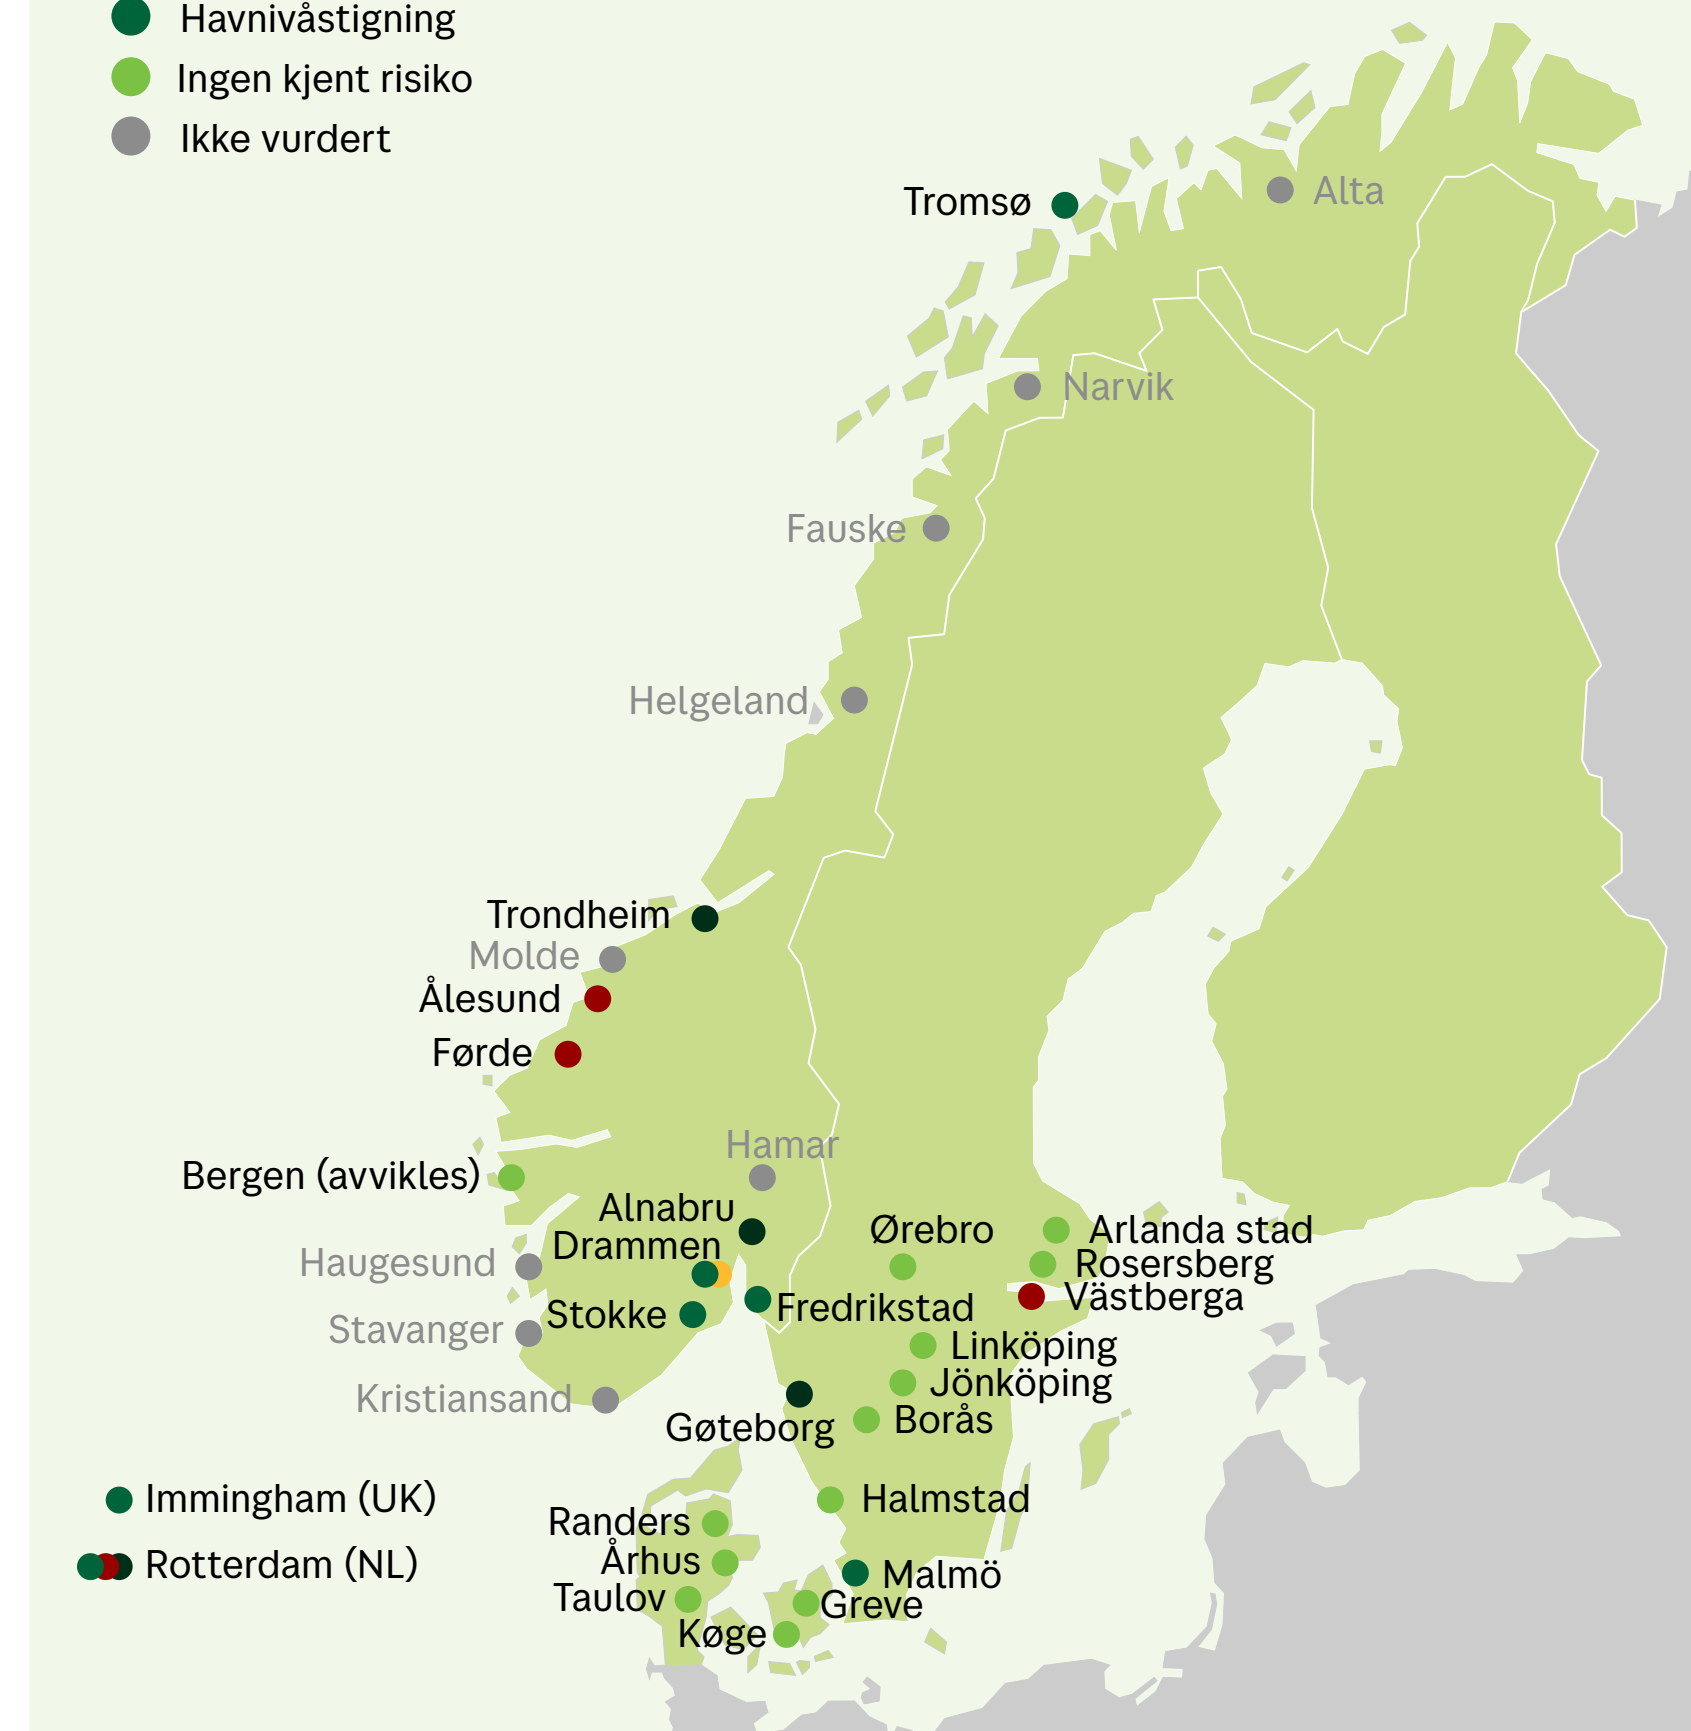 Havnivåstigning
Ingen kjent risiko
Ikke vurdert
Alta
Tromsø
Narvik
Fauske
Helgeland
Trondheim
Molde
Ålesund
Førde
Hamar
Bergen (avvikles)
Alnabru
Drammen
Ørebro
Arlanda stad
Haugesund
Rosersberg
Västberga
Stokke
Fredrikstad
Stavanger
Linköping
Jönköping
Kristiansand
Gøteborg
Borås
Immingham (UK)
Halmstad
Randers
Århus
Rotterdam (NL)
Malmö
Taulov
Greve
Køge